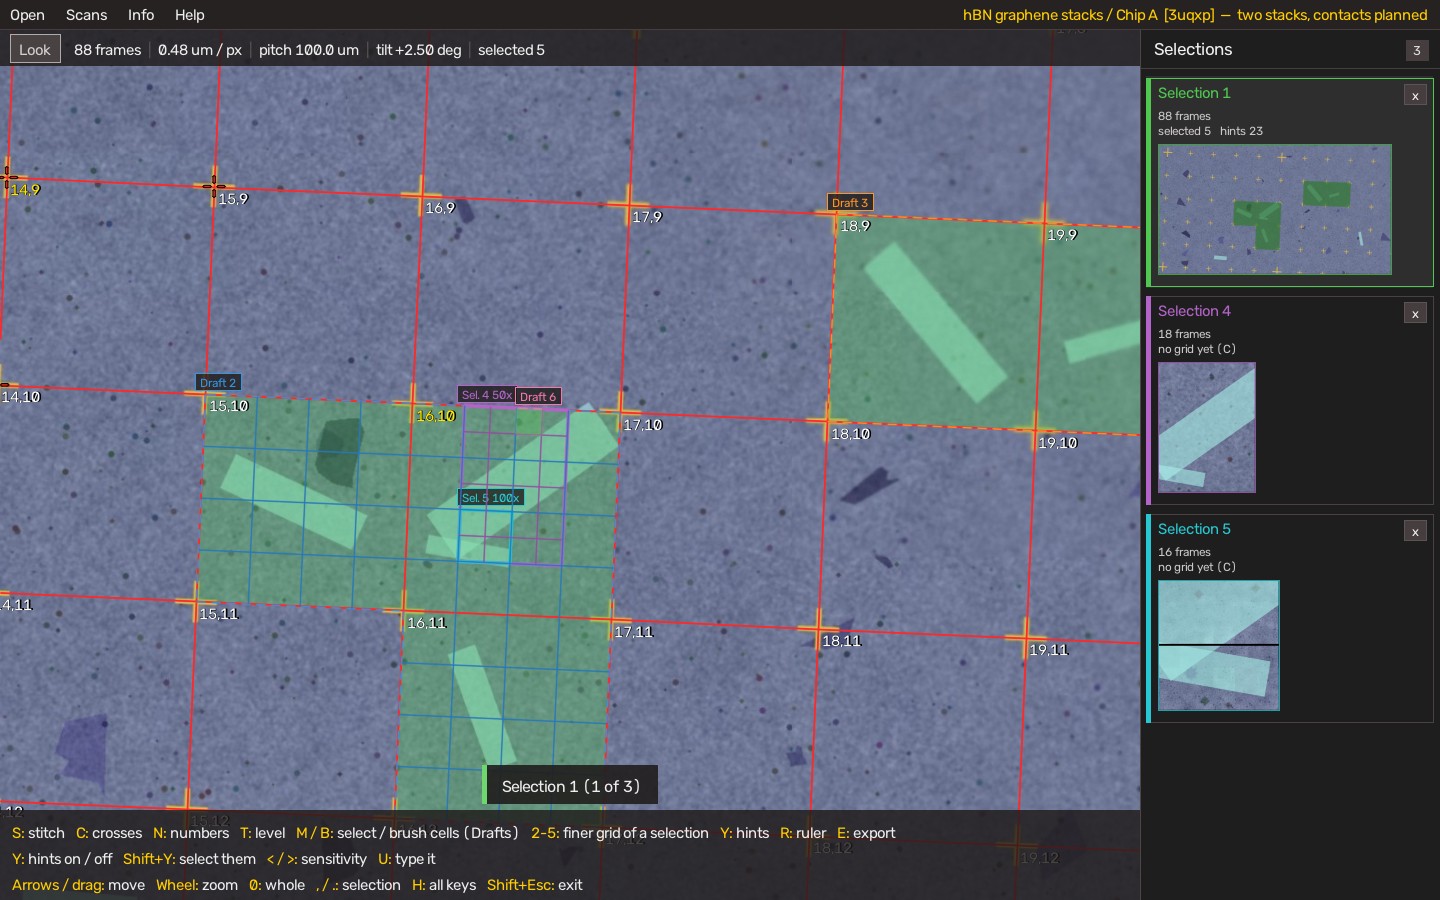 Open Scans Info Help
hBN graphene stacks / Chip A [3uqxp] — two stacks, contacts planned
Look 88 frames 0.48 um / px pitch 100.0 um tilt +2.50 deg selected 5
Selections 3
Selection 1 x
88 frames
selected 5 hints 23
Selection 4 x
18 frames
no grid yet (C)
Selection 5 x
16 frames
no grid yet (C)
14,9
15,9
16,9
17,9
Draft 3
18,9
19,9
14,10
Draft 2
15,10
16,10
Sel. 4 50x
Draft 6
17,10
18,10
19,10
Sel. 5 100x
14,11
15,11
16,11
17,11
18,11
19,11
15,12
18,12
19,12
Selection 1 (1 of 3)
S: stitch C: crosses N: numbers T: level M / B: select / brush cells (Drafts) 2-5: finer grid of a selection Y: hints R: ruler E: export
Y: hints on / off Shift+Y: select them < / >: sensitivity U: type it
Arrows / drag: move Wheel: zoom 0: whole , / .: selection H: all keys Shift+Esc: exit